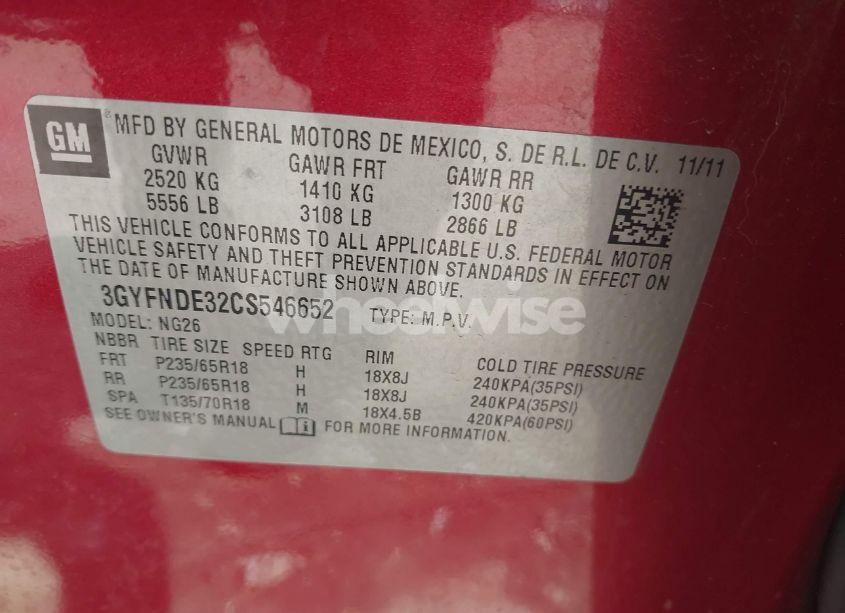 GM
MFD BY GENERAL MOTORS DE MEXICO, S. DE R.L. DE C.V. 11/11
GVWR GAWR FRT GAWR RR
2520 KG 1410 KG 1300 KG
5556 LB 3108 LB 2866 LB
THIS VEHICLE CONFORMS TO ALL APPLICABLE U.S. FEDERAL MOTOR
VEHICLE SAFETY AND THEFT PREVENTION STANDARDS IN EFFECT ON
THE DATE OF MANUFACTURE SHOWN ABOVE.
3GYFNDE32CS546652 TYPE: M.P.V.
MODEL: NG26
NBBR TIRE SIZE SPEED RTG RIM COLD TIRE PRESSURE
FRT P235/65R18 H 18X8J 240KPA(35PSI)
RR P235/65R18 H 18X8J 240KPA(35PSI)
SPA T135/70R18 M 18X4.5B 420KPA(60PSI)
SEE OWNER'S MANUAL FOR MORE INFORMATION.
wheelwise